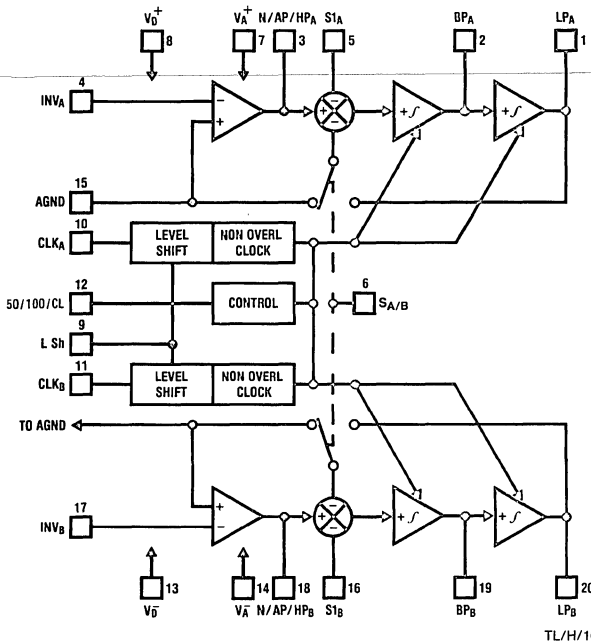 V_D^+ V_A^+ N/AP/HP_A S1_A BP_A LP_A
8 7 3 5 2 1
4
INV_A
− + + − − +∫ +∫
15
AGND
10
CLK_A
LEVEL SHIFT
NON OVERL CLOCK
12
50/100/CL
CONTROL
6
S_A/B
9
L Sh
11
CLK_B
LEVEL SHIFT
NON OVERL CLOCK
TO AGND
17
INV_B
+ − + − − +∫ +∫
13 14 18 16 19 20
V_D^- V_A^- N/AP/HP_B S1_B BP_B LP_B
TL/H/1